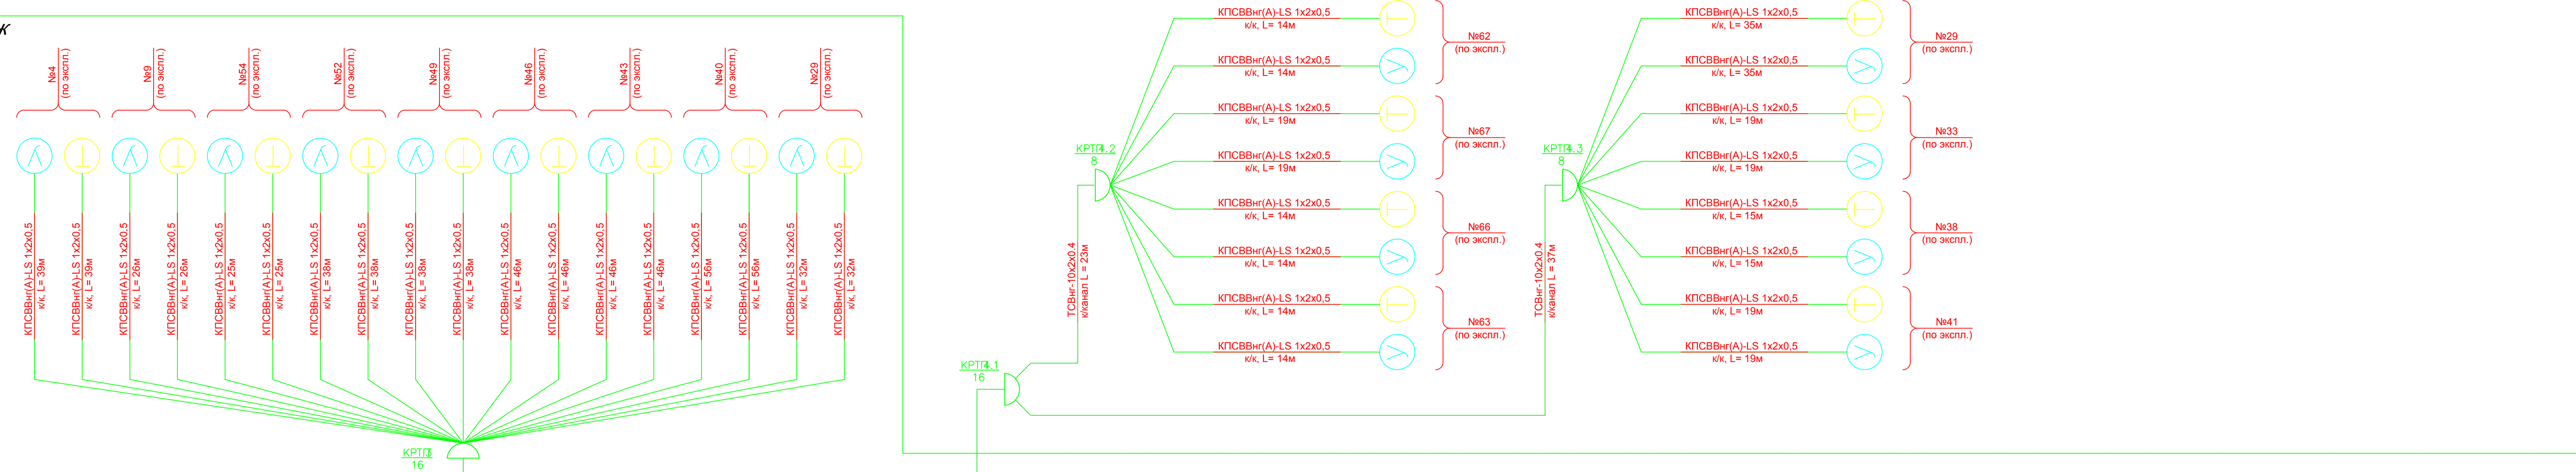 к
№4
(по экспл.)
№9
(по экспл.)
№54
(по экспл.)
№52
(по экспл.)
№49
(по экспл.)
№46
(по экспл.)
№43
(по экспл.)
№40
(по экспл.)
№29
(по экспл.)
У
Т
У
Т
У
Т
У
Т
У
Т
У
Т
У
Т
У
Т
У
Т
КПСВВнг(А)-LS 1х2х0,5
к/к, L= 39м
КПСВВнг(А)-LS 1х2х0,5
к/к, L= 39м
КПСВВнг(А)-LS 1х2х0,5
к/к, L= 26м
КПСВВнг(А)-LS 1х2х0,5
к/к, L= 26м
КПСВВнг(А)-LS 1х2х0,5
к/к, L= 25м
КПСВВнг(А)-LS 1х2х0,5
к/к, L= 25м
КПСВВнг(А)-LS 1х2х0,5
к/к, L= 38м
КПСВВнг(А)-LS 1х2х0,5
к/к, L= 38м
КПСВВнг(А)-LS 1х2х0,5
к/к, L= 38м
КПСВВнг(А)-LS 1х2х0,5
к/к, L= 38м
КПСВВнг(А)-LS 1х2х0,5
к/к, L= 46м
КПСВВнг(А)-LS 1х2х0,5
к/к, L= 46м
КПСВВнг(А)-LS 1х2х0,5
к/к, L= 46м
КПСВВнг(А)-LS 1х2х0,5
к/к, L= 46м
КПСВВнг(А)-LS 1х2х0,5
к/к, L= 56м
КПСВВнг(А)-LS 1х2х0,5
к/к, L= 56м
КПСВВнг(А)-LS 1х2х0,5
к/к, L= 32м
КПСВВнг(А)-LS 1х2х0,5
к/к, L= 32м
КРТП3
16
КРТП4.1
16
ТСВнг-10х2х0,4
к/канал L = 23м
КРТП4.2
8
КПСВВнг(А)-LS 1х2х0,5
к/к, L= 14м
Т
КПСВВнг(А)-LS 1х2х0,5
к/к, L= 14м
У
№62
(по экспл.)
КПСВВнг(А)-LS 1х2х0,5
к/к, L= 19м
Т
КПСВВнг(А)-LS 1х2х0,5
к/к, L= 19м
У
№67
(по экспл.)
КПСВВнг(А)-LS 1х2х0,5
к/к, L= 14м
Т
КПСВВнг(А)-LS 1х2х0,5
к/к, L= 14м
У
№66
(по экспл.)
КПСВВнг(А)-LS 1х2х0,5
к/к, L= 14м
Т
КПСВВнг(А)-LS 1х2х0,5
к/к, L= 14м
У
№63
(по экспл.)
ТСВнг-10х2х0,4
к/канал L = 37м
КРТП4.3
8
КПСВВнг(А)-LS 1х2х0,5
к/к, L= 35м
Т
КПСВВнг(А)-LS 1х2х0,5
к/к, L= 35м
У
№29
(по экспл.)
КПСВВнг(А)-LS 1х2х0,5
к/к, L= 19м
Т
КПСВВнг(А)-LS 1х2х0,5
к/к, L= 19м
У
№33
(по экспл.)
КПСВВнг(А)-LS 1х2х0,5
к/к, L= 15м
Т
КПСВВнг(А)-LS 1х2х0,5
к/к, L= 15м
У
№38
(по экспл.)
КПСВВнг(А)-LS 1х2х0,5
к/к, L= 19м
Т
КПСВВнг(А)-LS 1х2х0,5
к/к, L= 19м
У
№41
(по экспл.)